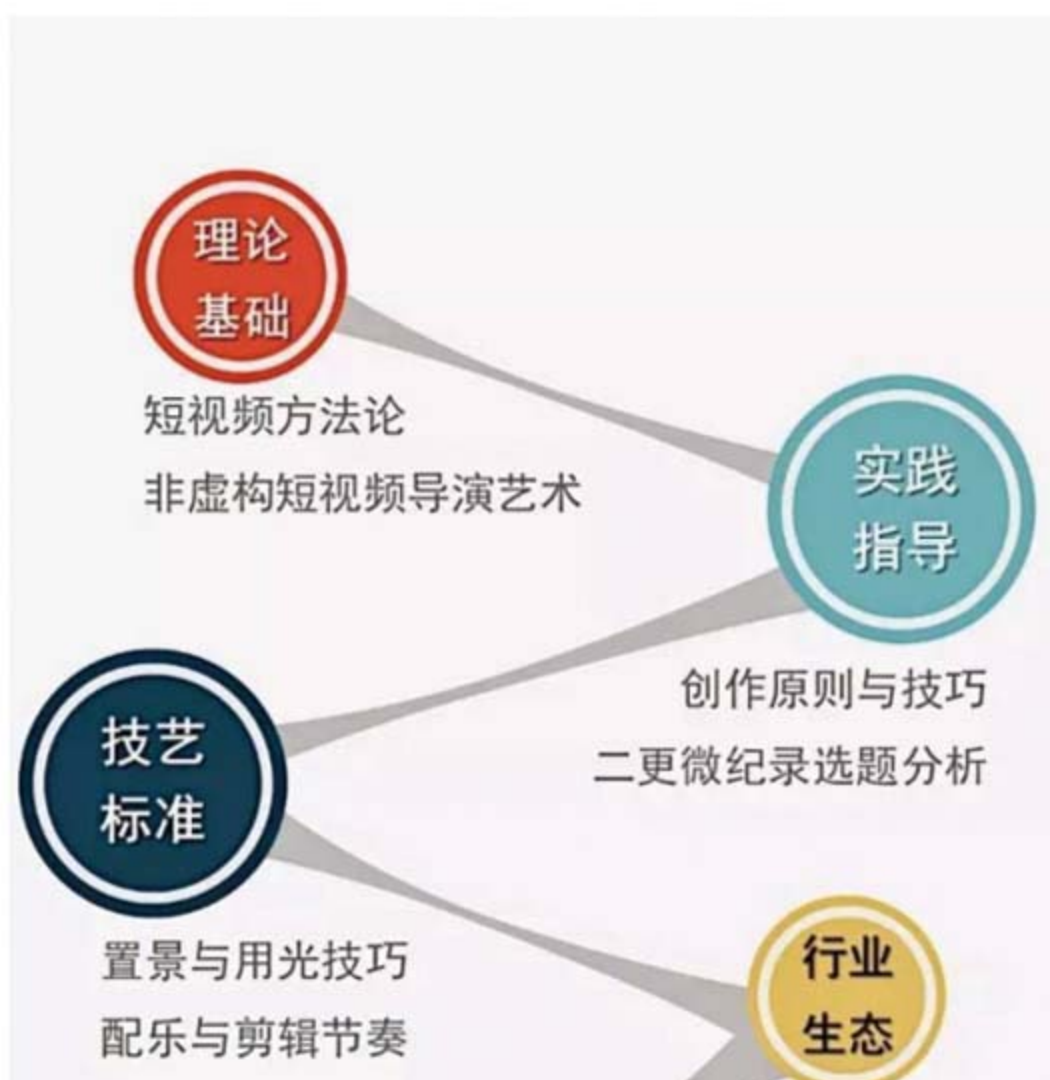 理论
基础
短视频方法论
非虚构短视频导演艺术
实践
指导
创作原则与技巧
二更微纪录选题分析
技艺
标准
置景与用光技巧
配乐与剪辑节奏
行业
生态